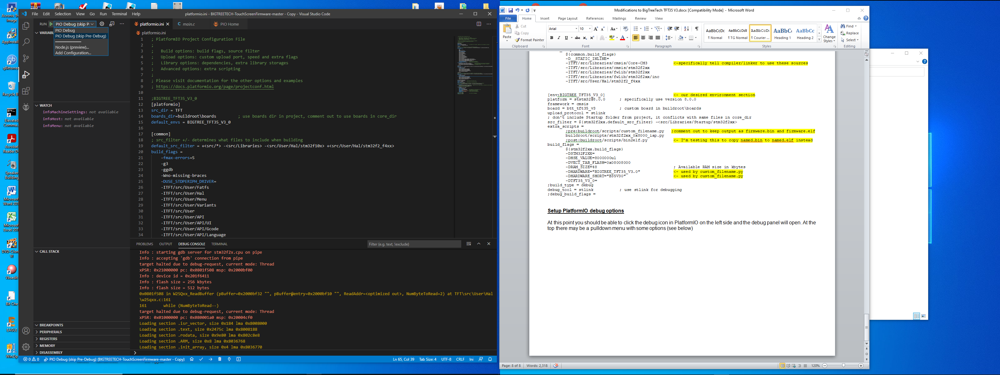 Acronis Tr
Image
AppInstall
qBittorren
Recycle B
Elevated
Comma...
Acrobat
Reader D
Speaker
Building
Microsof
Word 201
Microsof
Excel 201
DVD-Clon
VI
Vbsedit
Bit Che
EAGLE
WinZip
File Edit Selection View Go Run Terminal Help
platformio.ini - BIGTREETECH-TouchScreenFirmware-master - Copy - Visual Studio Code
RUN PIO Debug (skip P
PIO Debug
PIO Debug (skip Pre-Debug)
Node.js (preview)...
Add Configuration...
VARIABL
WATCH
infoMachineSettings: not available
infoHost: not available
infoMenu: not available
CALL STACK
BREAKPOINTS
PERIPHERALS
REGISTERS
MEMORY
DISASSEMBLY
platformio.ini main.c PIO Home
platformio.ini
1 ; PlatformIO Project Configuration File
2 ;
3 ;   Build options: build flags, source filter
4 ;   Upload options: custom upload port, speed and extra flags
5 ;   Library options: dependencies, extra library storages
6 ;   Advanced options: extra scripting
7 ;
8 ; Please visit documentation for the other options and examples
9 ; https://docs.platformio.org/page/projectconf.html
10
11 ;BIGTREE_TFT35_V3_0
12 [platformio]
13 src_dir = TFT
14 boards_dir=buildroot\boards         ; use boards dir in project, comment out to use boards in core_dir
15 default_envs = BIGTREE_TFT35_V3_0
16
17 [common]
18 ; src_filter +/- determines what files to include when building
19 default_src_filter = +<src/*> -<src/Libraries> -<src/User/Hal/stm32f10x> +<src/User/Hal/stm32f2_f4xx>
20 build_flags =
21     -fmax-errors=5
22     -g3
23     -ggdb
24     -Wno-missing-braces
25     -DUSE_STDPERIPH_DRIVER=
26     -ITFT/src/User/Fatfs
27     -ITFT/src/User/Hal
28     -ITFT/src/User/Menu
29     -ITFT/src/User/Variants
30     -ITFT/src/User
31     -ITFT/src/User/API
32     -ITFT/src/User/API/UI
33     -ITFT/src/User/API/Gcode
34     -ITFT/src/User/API/Language
PROBLEMS OUTPUT DEBUG CONSOLE TERMINAL Filter (e.g. text, !exclude)
Info : starting gdb server for stm32f2x.cpu on pipe
Info : accepting 'gdb' connection from pipe
target halted due to debug-request, current mode: Thread
xPSR: 0x21000000 pc: 0x0801f508 msp: 0x2000bf00
Info : device id = 0x201f6411
Info : flash size = 256 kbytes
Info : flash size = 512 bytes
0x0801f508 in W25Qxx_ReadBuffer (pBuffer=0x2000bf32 "", pBuffer@entry=0x2000bf10 "", ReadAddr=<optimized out>, NumByteToRead=2) at TFT\src\User\Hal
\w25qxx.c:161
161       while (NumByteToRead--)
target halted due to debug-request, current mode: Thread
xPSR: 0x01000000 pc: 0x080001a0 msp: 0x20004cf0
Loading section .isr_vector, size 0x184 lma 0x8008000
Loading section .text, size 0x2475c lma 0x8008188
Loading section .rodata, size 0x9e80 lma 0x802c8e8
Loading section .ARM, size 0x8 lma 0x8036768
Loading section .init_array, size 0x4 lma 0x8036770
0 0 PIO Debug (skip Pre-Debug) (BIGTREETECH-TouchScreenFirmware-master - Copy) Ln 65, Col 39 Tab Size: 4 UTF-8 CRLF Ini
Modifications to BigTreeTech TFT35 V3.docx [Compatibility Mode] - Microsoft Word
File Home Insert Page Layout References Mailings Review View
Paste Cut Copy Format Painter Clipboard
Arial 10 Font
Paragraph
AaBbCcDc ¶ Normal AaBbCcDdE ¶ TG Normal AaBbCcDc ¶ Courier ... AaBbC Heading 1 AaBbCc Heading 2 Change Styles Styles
Find Replace Select Editing
${common.build_flags}
-D__STATIC_INLINE=
-ITFT/src/Libraries/cmsis/Core-CM3 <-specifically tell compiler/linker to use these sources
-ITFT/src/Libraries/cmsis/stm32f2xx
-ITFT/src/Libraries/fwlib/stm32f2xx
-ITFT/src/Libraries/fwlib/stm32f2xx/inc
-ITFT/src/User/Hal/stm32f2_f4xx
[env:BIGTREE_TFT35_V3_0] <- our desired environment section
platform = ststm32@8.0.0 ; specifically use version 8.0.0
framework = cmsis
board = btt_tft35_v3 ; custom board in buildroot\boards
upload_protocol = stlink
; don't include Startup folder from project, it conflicts with same files in core_dir
src_filter = ${stm32f2xx.default_src_filter} -<src/Libraries/Startup/stm32f2xx>
extra_scripts =
;pre:buildroot/scripts/custom_filename.py ;comment out to keep output as firmware.bin and firmware.elf
buildroot/scripts/stm32f2xx_0x8000_iap.py
;post:buildroot/scripts/bin2elf.py <- I’m testing this to copy named.bin to named.elf instead
build_flags =
${stm32f2xx.build_flags}
-DSTM32F2XX=
-DHSE_VALUE=8000000ul
-DVECT_TAB_FLASH=0x08008000
-DRAM_SIZE=48 ; Available RAM size in kbytes
-DHARDWARE="BIGTREE_TFT35_V3.0" <- used by custom_filename.py
-DHARDWARE_SHORT="B35V30" <- used by custom_filename.py
-DTFT35_V3_0=
;build_type = debug
debug_tool = stlink ; use stlink for debugging
;debug_build_flags =
Setup PlatformIO debug options
At this point you should be able to click the debug icon in PlatformIO on the left side and the debug panel will open. At the
top there may be a pulldown menu with some options (see below)
Page: 8 of 8 Words: 2,318 120%